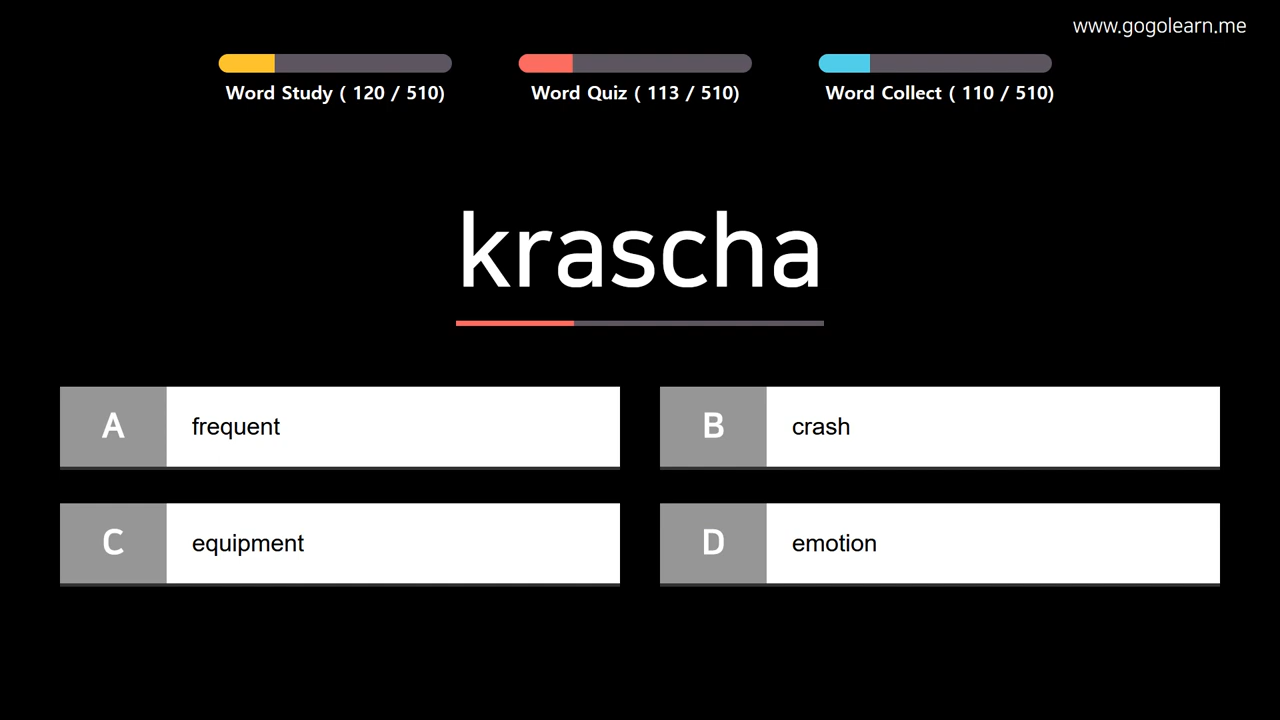 www.gogolearn.me
Word Study ( 120 / 510)
Word Quiz ( 113 / 510)
Word Collect ( 110 / 510)
krascha
A frequent
B crash
C equipment
D emotion